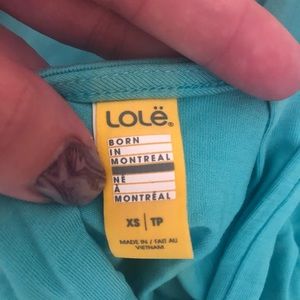 LOLË®
BORN
IN
MONTREAL
NÉ
À
MONTRÉAL
XS | TP
MADE IN / FAIT AU
VIETNAM